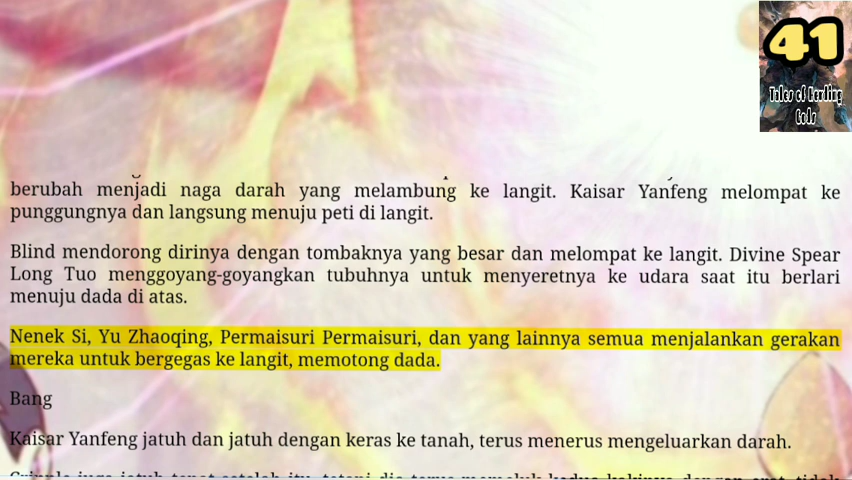 41
Tales of Herding
Gods
berubah menjadi naga darah yang melambung ke langit. Kaisar Yanfeng melompat ke
punggungnya dan langsung menuju peti di langit.
Blind mendorong dirinya dengan tombaknya yang besar dan melompat ke langit. Divine Spear
Long Tuo menggoyang-goyangkan tubuhnya untuk menyeretnya ke udara saat itu berlari
menuju dada di atas.
Nenek Si, Yu Zhaoqing, Permaisuri Permaisuri, dan yang lainnya semua menjalankan gerakan
mereka untuk bergegas ke langit, memotong dada.
Bang
Kaisar Yanfeng jatuh dan jatuh dengan keras ke tanah, terus menerus mengeluarkan darah.